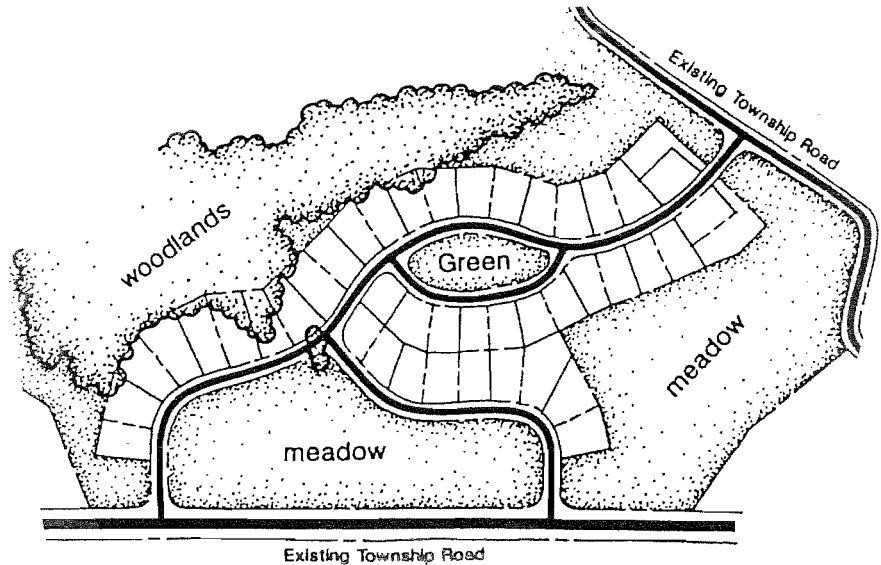 Existing Township Road
woodlands
Green
meadow
meadow
Existing Township Road